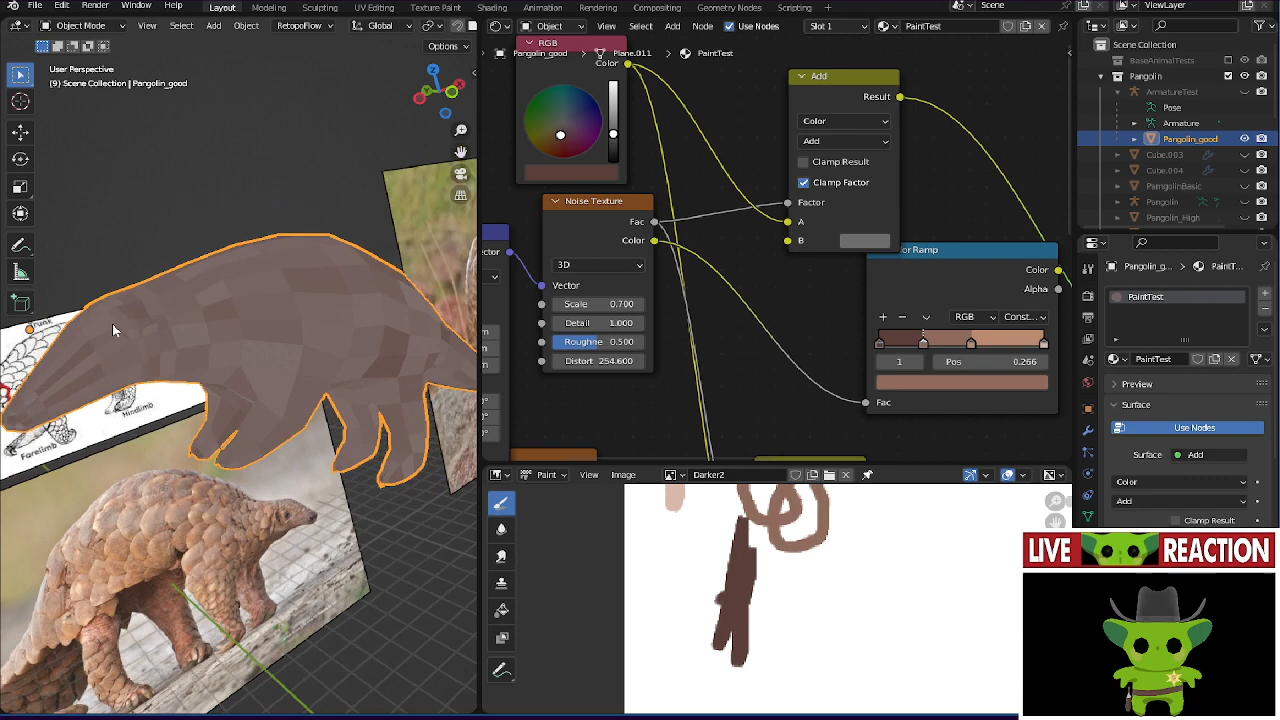 File Edit Render Window Help Layout Modeling Sculpting UV Editing Texture Paint Shading Animation Rendering Compositing Geometry Nodes Scripting Scene ViewLayer
Object Mode View Select Add Object RetopoFlow Global
Object View Select Add Node Use Nodes Slot 1 PaintTest
Options
User Perspective
(9) Scene Collection | Pangolin_good
Trunk
Hindlimb
Forelimb
RGB
Pangolin_good Plane.011 PaintTest
Color
Add
Result
Color
Add
Clamp Result
Clamp Factor
Factor
A
B
Noise Texture
Fac
Color
3D
Vector
Scale 0.700
Detail 1.000
Roughne 0.500
Distort 254.600
ector
or Ramp
Color
Alpha
RGB Const...
1 Pos 0.266
Fac
Paint View Image Darker2
Scene Collection
BaseAnimalTests
Pangolin
ArmatureTest
Pose
Armature
Pangolin_good
Cube.003
Cube.004
PamgolinBasic
Pangolin
Pangolin_High
Pangolin_g... PaintT...
PaintTest
PaintTest
Preview
Surface
Use Nodes
Surface Add
Color
Add
Clamp Result
LIVE REACTION